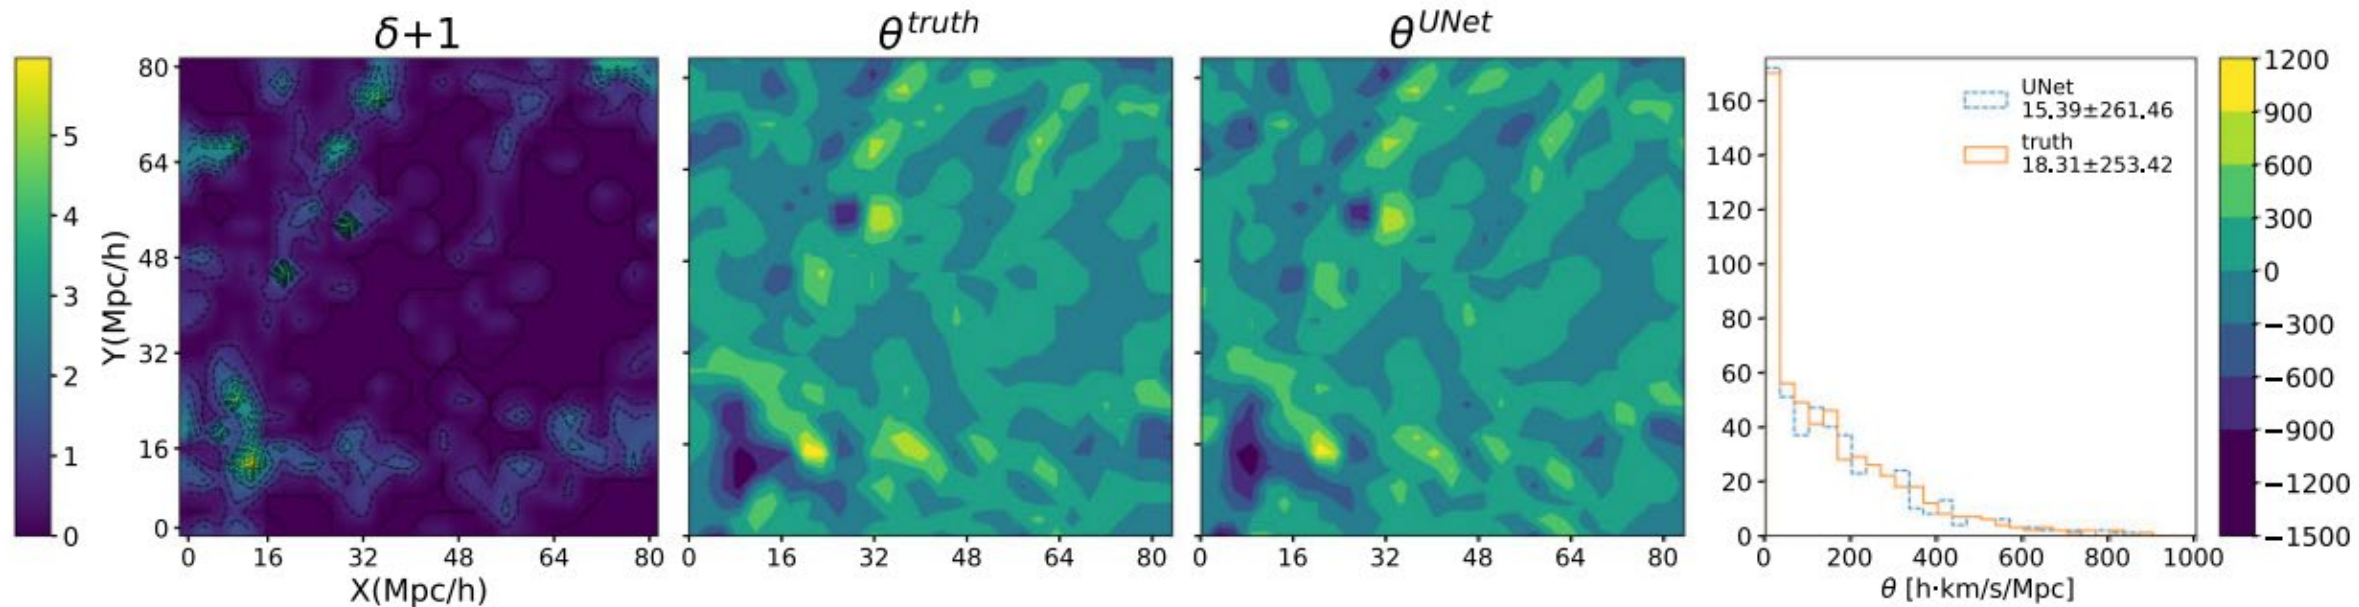 δ+1
θ^truth
θ^UNet
5
4
3
2
1
0
80
64
48
32
16
0
Y(Mpc/h)
0 16 32 48 64 80
X(Mpc/h)
0 16 32 48 64 80
0 16 32 48 64 80
160
140
120
100
80
60
40
20
0
UNet
15.39±261.46
truth
18.31±253.42
0 200 400 600 800 1000
θ [h·km/s/Mpc]
1200
900
600
300
0
−300
−600
−900
−1200
−1500